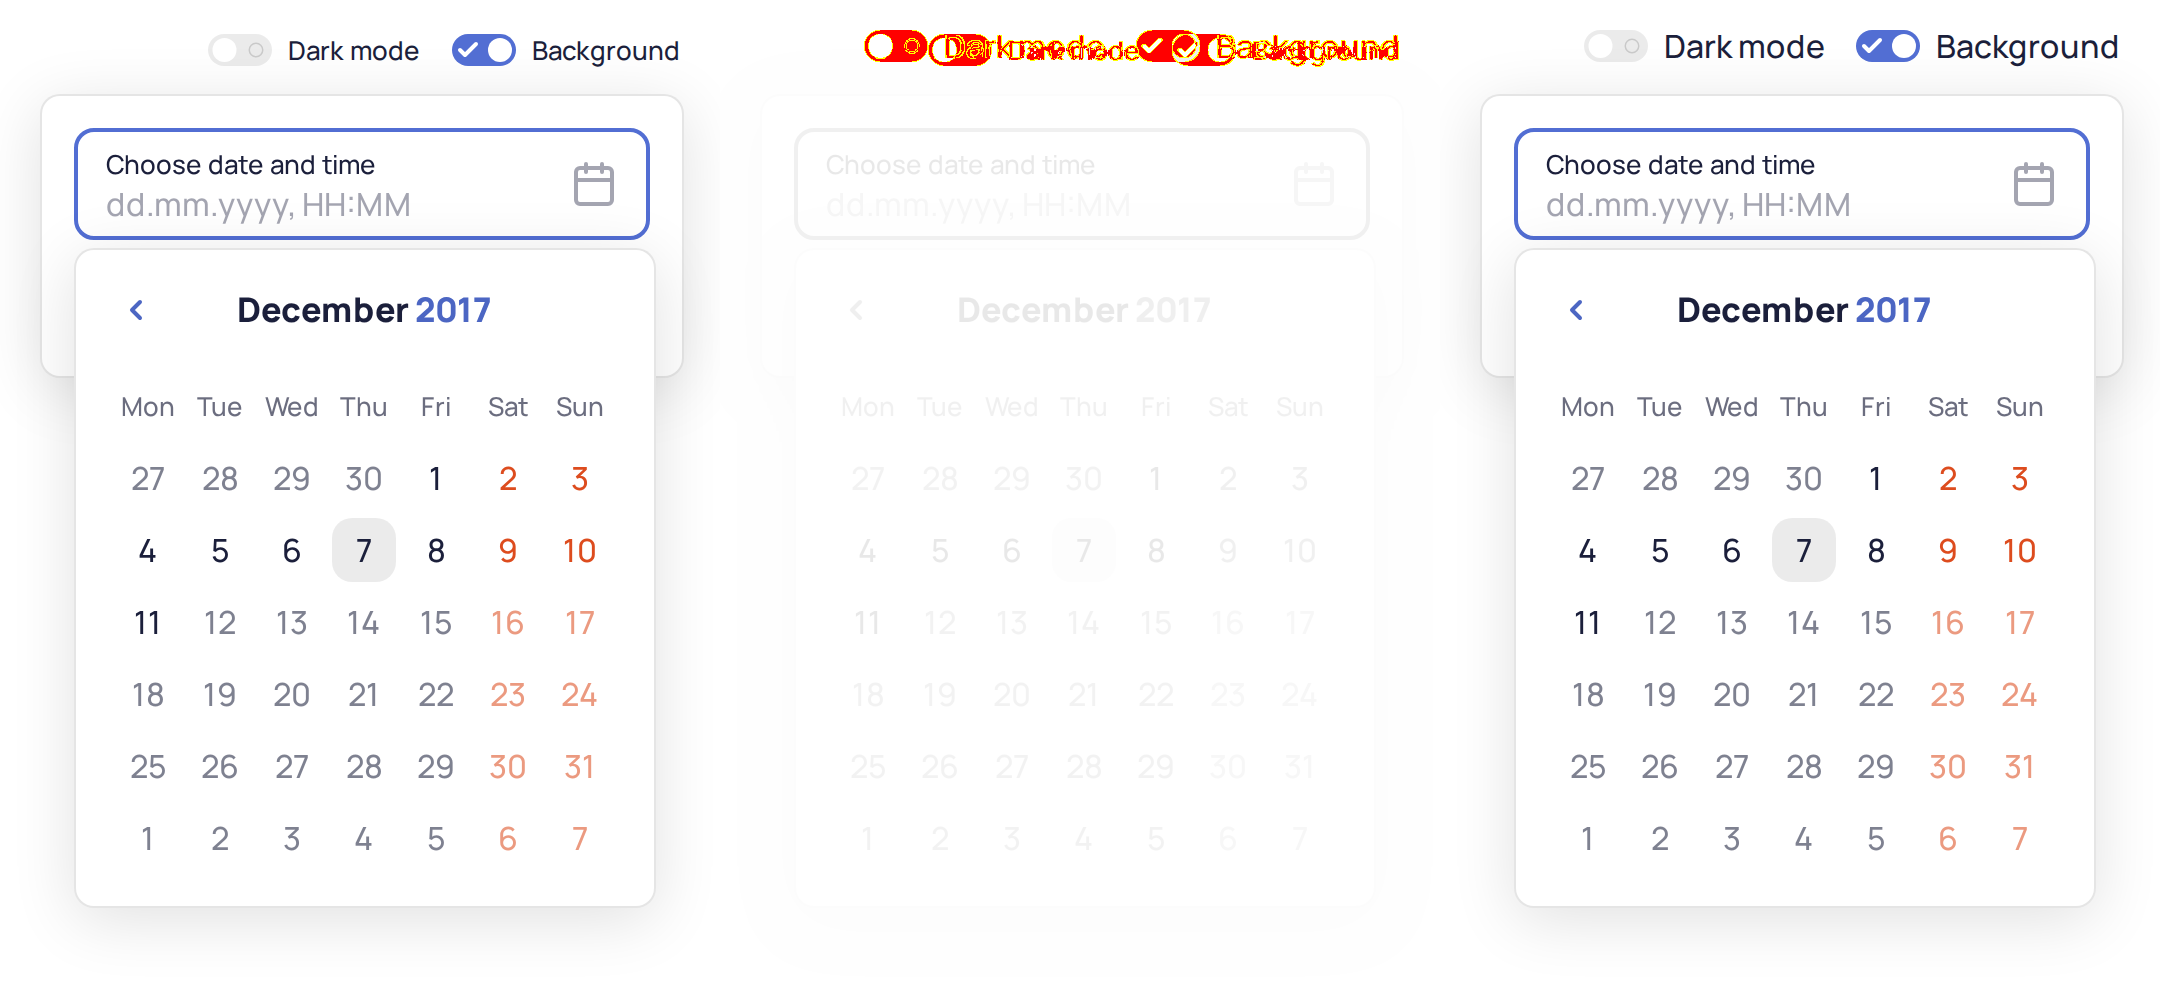 Dark mode Background
Choose date and time
dd.mm.yyyy, HH:MM
December 2017
Mon Tue Wed Thu Fri Sat Sun
27 28 29 30 1 2 3
4 5 6 7 8 9 10
11 12 13 14 15 16 17
18 19 20 21 22 23 24
25 26 27 28 29 30 31
1 2 3 4 5 6 7
Dark mode Background
Dark mode Background
Choose date and time
dd.mm.yyyy, HH:MM
December 2017
Mon Tue Wed Thu Fri Sat Sun
27 28 29 30 1 2 3
4 5 6 7 8 9 10
11 12 13 14 15 16 17
18 19 20 21 22 23 24
25 26 27 28 29 30 31
1 2 3 4 5 6 7
Dark mode Background
Choose date and time
dd.mm.yyyy, HH:MM
December 2017
Mon Tue Wed Thu Fri Sat Sun
27 28 29 30 1 2 3
4 5 6 7 8 9 10
11 12 13 14 15 16 17
18 19 20 21 22 23 24
25 26 27 28 29 30 31
1 2 3 4 5 6 7